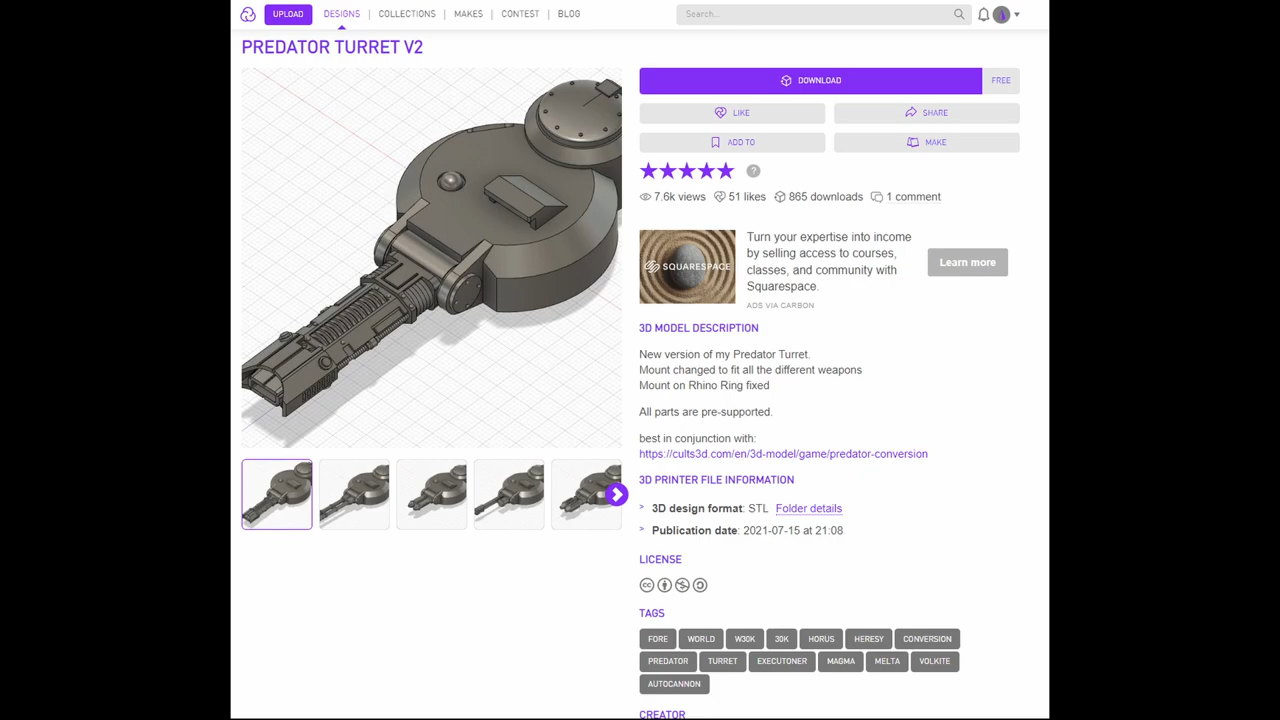 UPLOAD
DESIGNS
COLLECTIONS
MAKES
CONTEST
BLOG
Search...
PREDATOR TURRET V2
DOWNLOAD
FREE
LIKE
SHARE
ADD TO
MAKE
?
7.6k views
51 likes
865 downloads
1 comment
SQUARESPACE
Turn your expertise into income
by selling access to courses,
classes, and community with
Squarespace.
ADS VIA CARBON
Learn more
3D MODEL DESCRIPTION
New version of my Predator Turret.
Mount changed to fit all the different weapons
Mount on Rhino Ring fixed
All parts are pre-supported.
best in conjunction with:
https://cults3d.com/en/3d-model/game/predator-conversion
3D PRINTER FILE INFORMATION
> 3D design format: STL Folder details
> Publication date: 2021-07-15 at 21:08
LICENSE
cc
TAGS
FORE WORLD W30K 30K HORUS HERESY CONVERSION
PREDATOR TURRET EXECUTONER MAGMA MELTA VOLKITE
AUTOCANNON
CREATOR